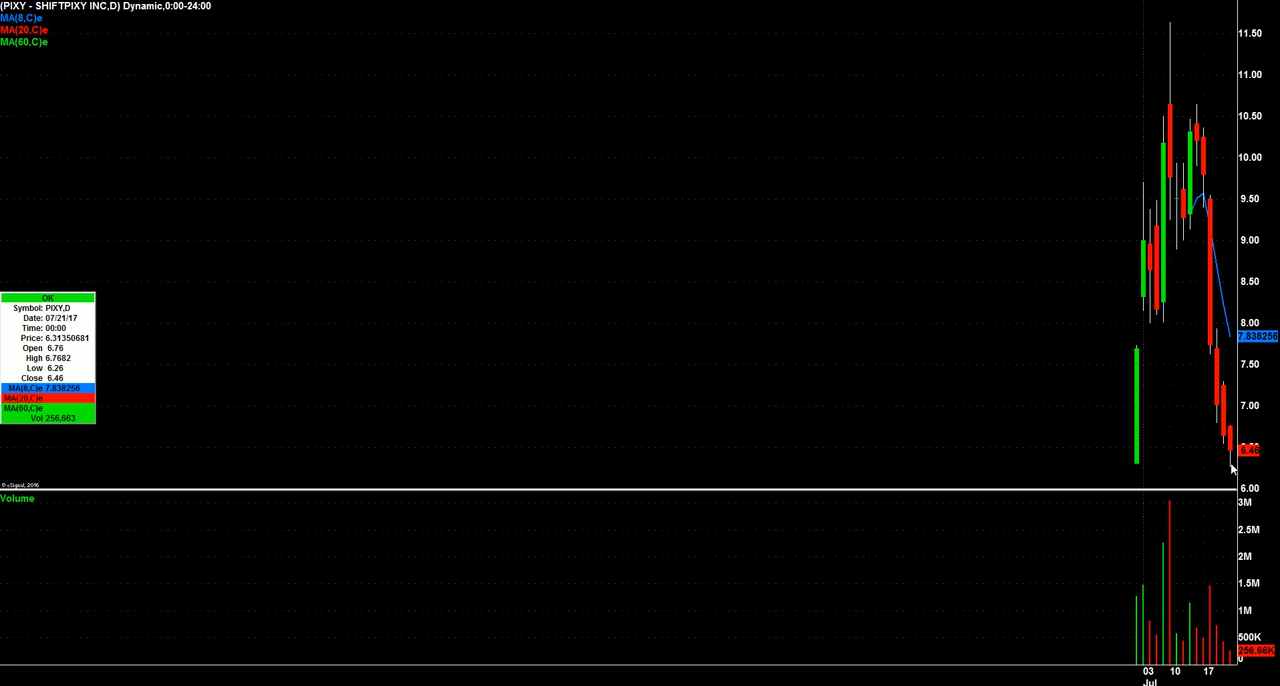 (PIXY - SHIFTPIXY INC,D) Dynamic,0:00-24:00
MA(8,C)e
MA(20,C)e
MA(60,C)e
11.50
11.00
10.50
10.00
9.50
9.00
8.50
8.00
7.838256
7.50
7.00
6.46
6.00
OK
Symbol: PIXY,D
Date: 07/21/17
Time: 00:00
Price: 6.31350681
Open 6.76
High 6.7682
Low 6.26
Close 6.46
MA(8,C)e 7.838256
MA(20,C)e
MA(60,C)e
Vol 256,663
© eSignal, 2016
Volume
3M
2.5M
2M
1.5M
1M
500K
256.66K
0
03 10 17
Jul